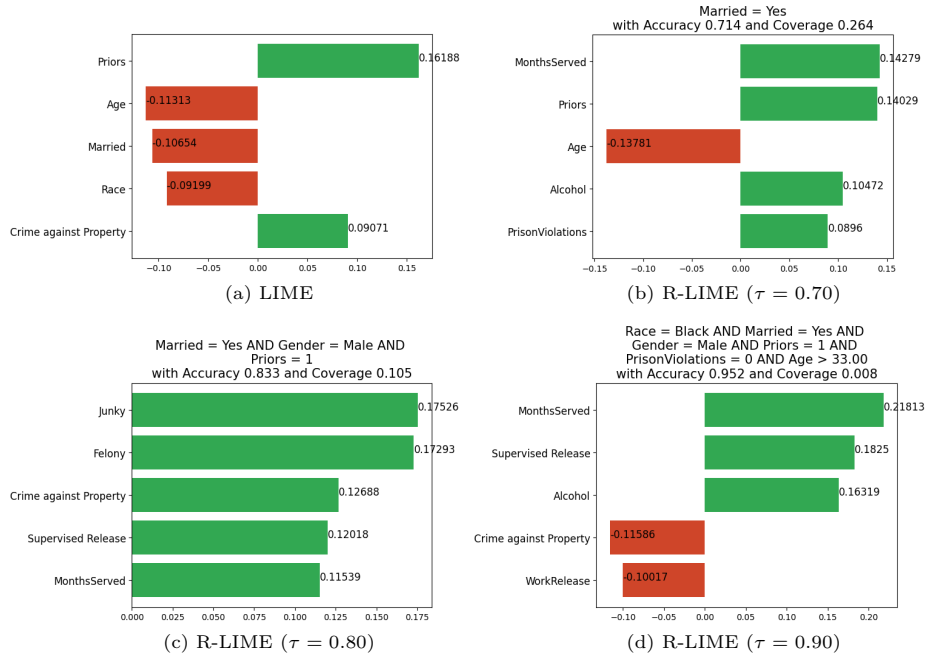 Priors
0.16188
Age
-0.11313
Married
-0.10654
Race
-0.09199
Crime against Property
0.09071
−0.10 −0.05 0.00 0.05 0.10 0.15
(a) LIME
Married = Yes
with Accuracy 0.714 and Coverage 0.264
MonthsServed
0.14279
Priors
0.14029
Age
-0.13781
Alcohol
0.10472
PrisonViolations
0.0896
−0.15 −0.10 −0.05 0.00 0.05 0.10 0.15
(b) R-LIME (τ = 0.70)
Married = Yes AND Gender = Male AND
Priors = 1
with Accuracy 0.833 and Coverage 0.105
Junky
0.17526
Felony
0.17293
Crime against Property
0.12688
Supervised Release
0.12018
MonthsServed
0.11539
0.000 0.025 0.050 0.075 0.100 0.125 0.150 0.175
(c) R-LIME (τ = 0.80)
Race = Black AND Married = Yes AND
Gender = Male AND Priors = 1 AND
PrisonViolations = 0 AND Age > 33.00
with Accuracy 0.952 and Coverage 0.008
MonthsServed
0.21813
Supervised Release
0.1825
Alcohol
0.16319
Crime against Property
-0.11586
WorkRelease
-0.10017
−0.10 −0.05 0.00 0.05 0.10 0.15 0.20
(d) R-LIME (τ = 0.90)